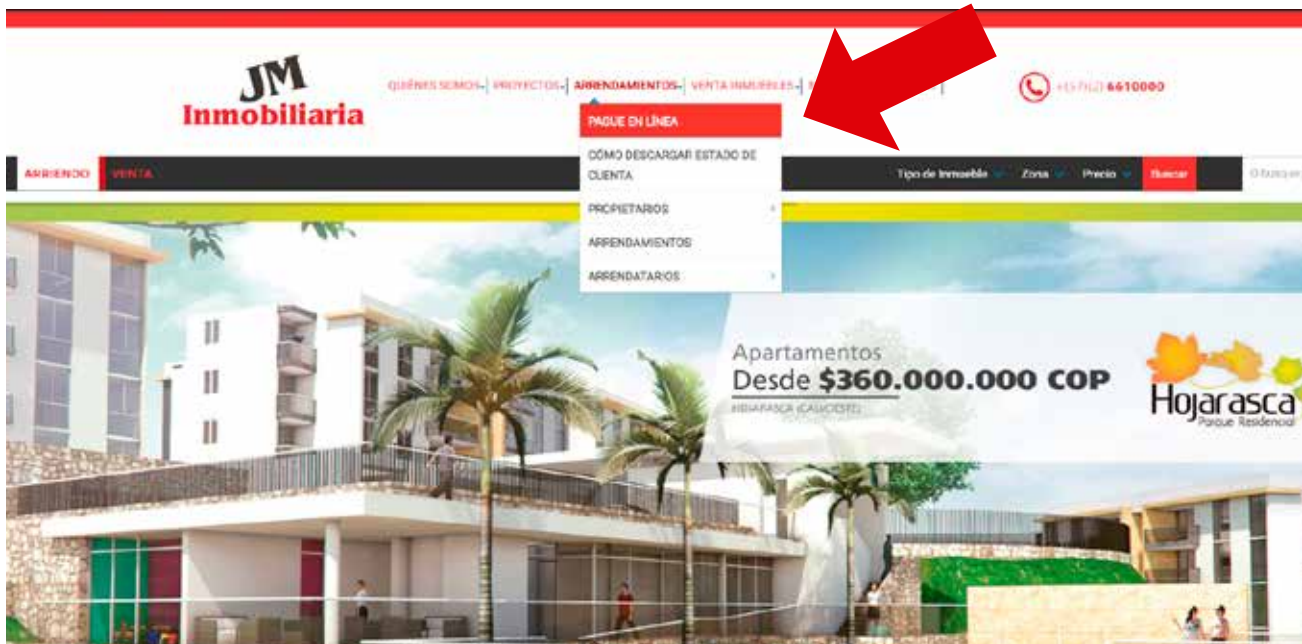 JM
Inmobiliaria
QUIÉNES SOMOS
PROYECTOS
ARRENDAMIENTOS
VENTA INMUEBLES
6610000
PAGUE EN LÍNEA
CÓMO DESCARGAR ESTADO DE
CUENTA
PROPIETARIOS
ARRENDAMIENTOS
ARRENDATARIOS
ARRIENDO
VENTA
Tipo de Inmueble
Zona
Precio
Buscar
Apartamentos
Desde $360.000.000 COP
Hojarasca
Parque Residencial